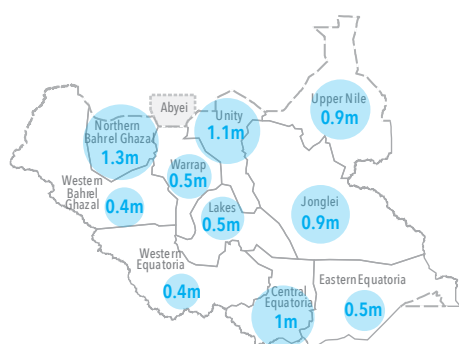 Abyei
Upper Nile
0.9m
Unity
1.1m
Northern
Bahrel Ghazal
1.3m
Warrap
0.5m
Western
Bahrel
Ghazal
0.4m
Lakes
0.5m
Jonglei
0.9m
Western
Equatoria
0.4m
Central
Equatoria
1m
Eastern Equatoria
0.5m